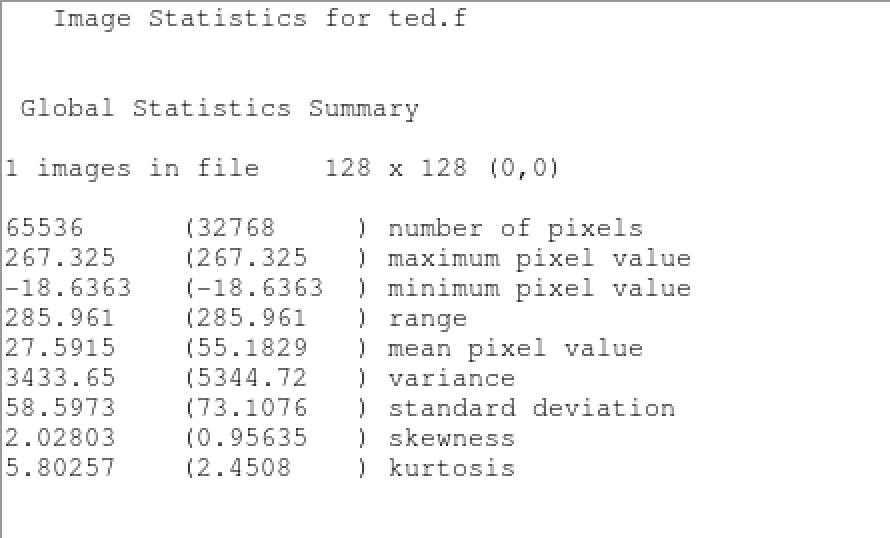 Image Statistics for ted.f
Global Statistics Summary
1 images in file    128 x 128 (0,0)
65536      (32768     ) number of pixels
267.325    (267.325   ) maximum pixel value
-18.6363   (-18.6363  ) minimum pixel value
285.961    (285.961   ) range
27.5915    (55.1829   ) mean pixel value
3433.65    (5344.72   ) variance
58.5973    (73.1076   ) standard deviation
2.02803    (0.95635   ) skewness
5.80257    (2.4508    ) kurtosis